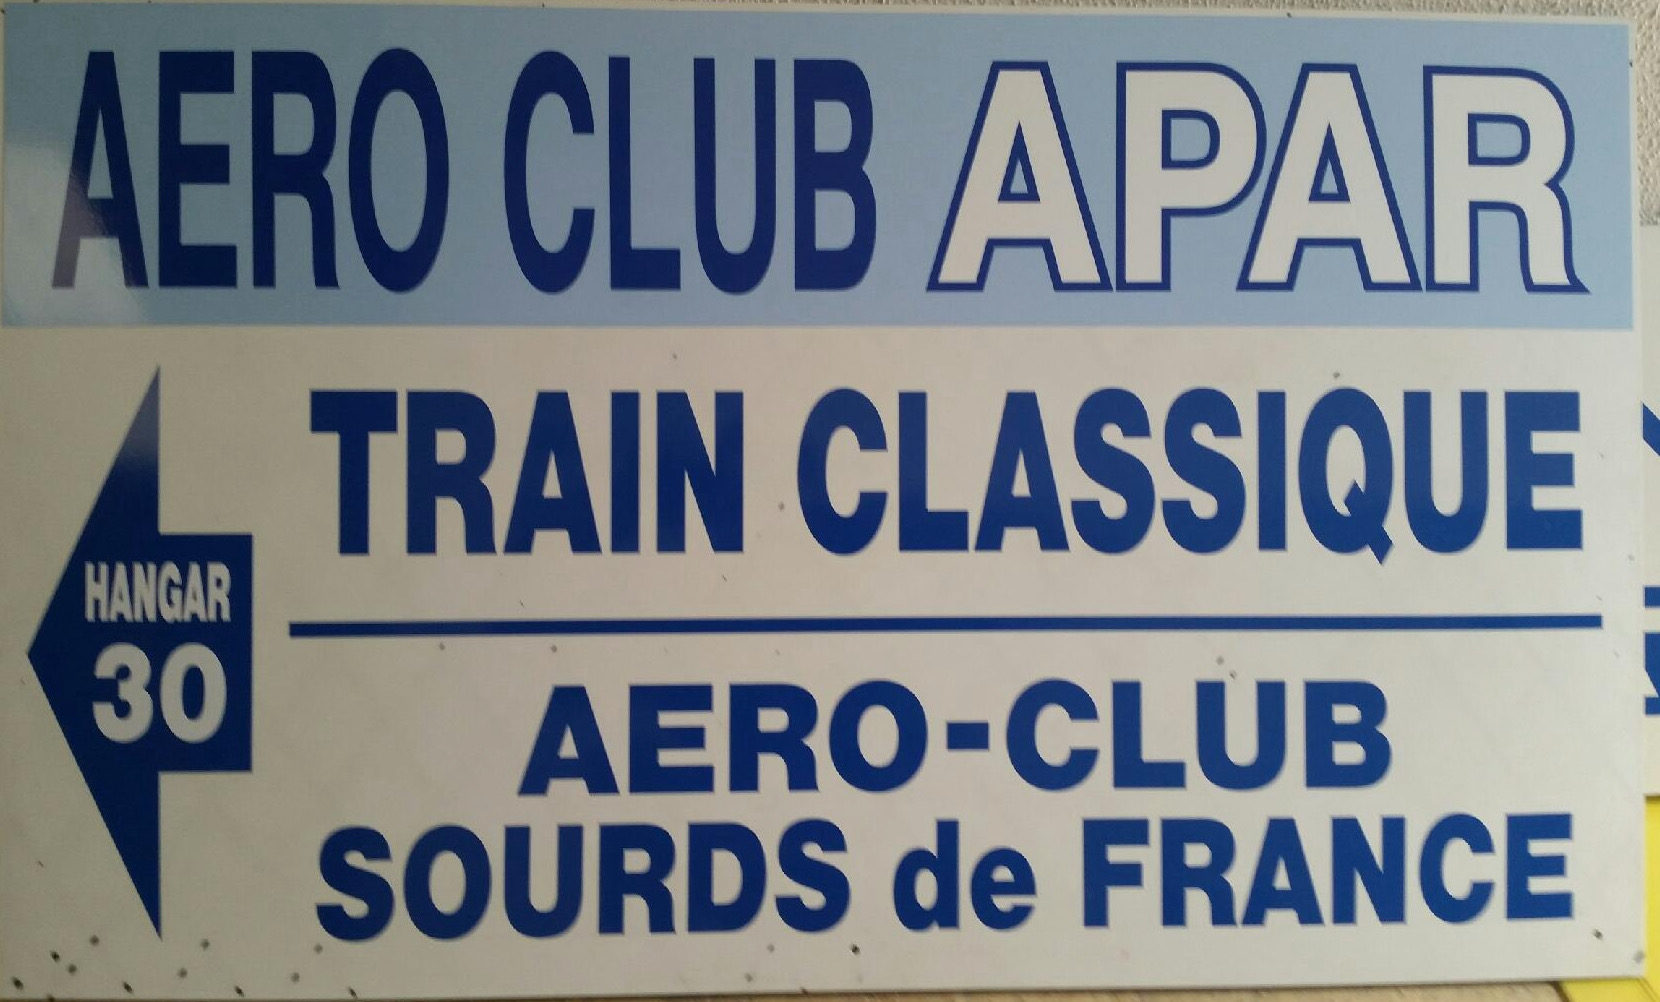 AERO CLUB APAR
TRAIN CLASSIQUE
HANGAR
30
AERO-CLUB
SOURDS de FRANCE